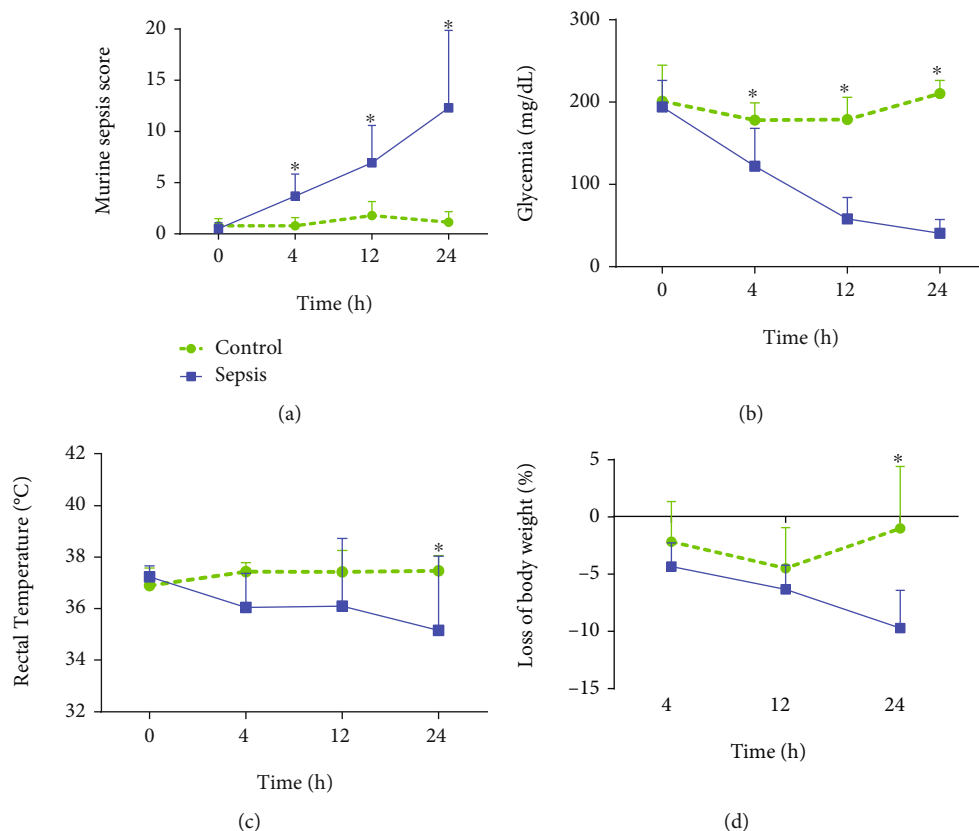 Murine sepsis score
20
15
10
5
0
* * *
0 4 12 24
Time (h)
Control
Sepsis
(a)
Glycemia (mg/dL)
300
200
100
0
* * *
0 4 12 24
Time (h)
(b)
Rectal Temperature (°C)
42
40
38
36
34
32
*
0 4 12 24
Time (h)
(c)
Loss of body weight (%)
5
0
−5
−10
−15
*
4 12 24
Time (h)
(d)